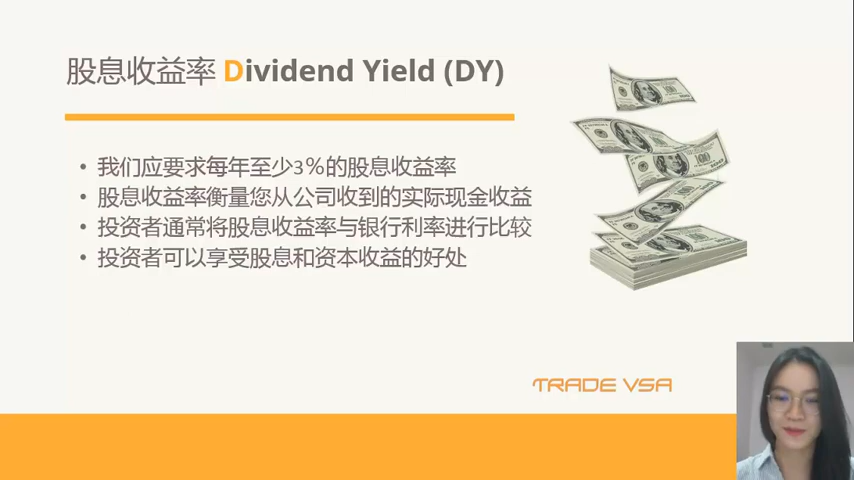 股息收益率 Dividend Yield (DY)
• 我们应要求每年至少3%的股息收益率
• 股息收益率衡量您从公司收到的实际现金收益
• 投资者通常将股息收益率与银行利率进行比较
• 投资者可以享受股息和资本收益的好处
100
TRADE VSA